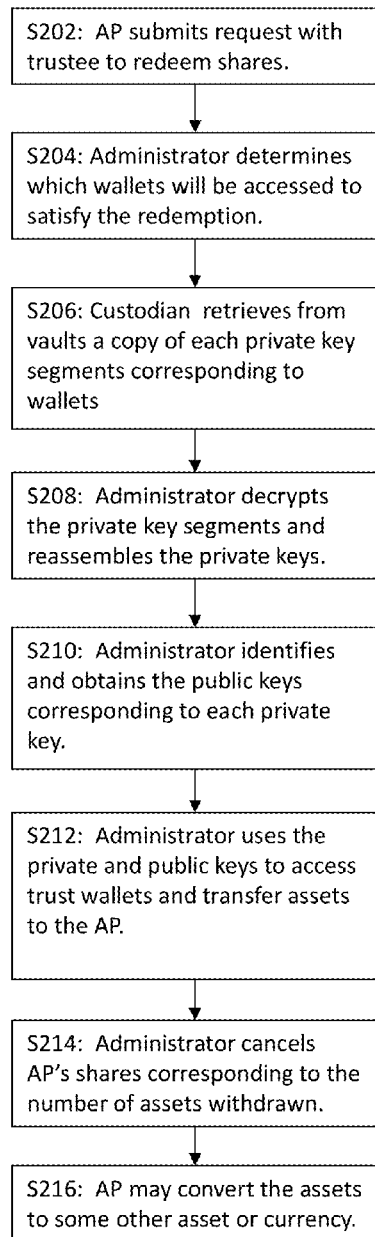 S202:  AP submits request with
trustee to redeem shares.
S204: Administrator determines
which wallets will be accessed to
satisfy the redemption.
S206: Custodian  retrieves from
vaults a copy of each private key
segments corresponding to
wallets
S208:  Administrator decrypts
the private key segments and
reassembles the private keys.
S210:  Administrator identifies
and obtains the public keys
corresponding to each private
key.
S212:  Administrator uses the
private and public keys to access
trust wallets and transfer assets
to the AP.
S214:  Administrator cancels
AP's shares corresponding to the
number of assets withdrawn.
S216:  AP may convert the assets
to some other asset or currency.